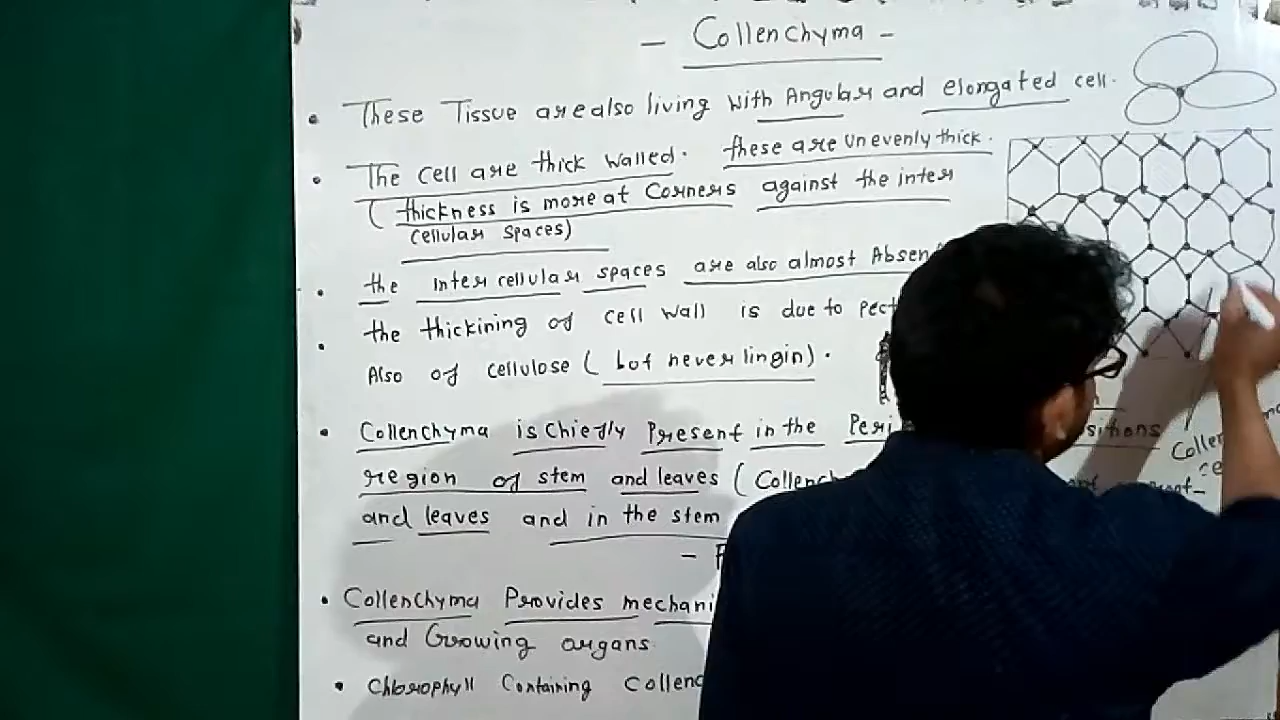 - Collenchyma -
• These Tissue are also living with Angular and elongated cell.
• The cell are thick walled. these are unevenly thick.
( thickness is more at Corners against the inter
cellular spaces)
• the inter cellular spaces are also almost Absen
• the thickining of cell wall is due to pect
Also of cellulose ( bot never lingin).
• Collenchyma is chiefly Present in the Peri sitions
region of stem and leaves ( Collench
Collen
ce
and leaves and in the stem
• Collenchyma Provides mechani
and Growing organs
• Chlorophyll Containing collenc